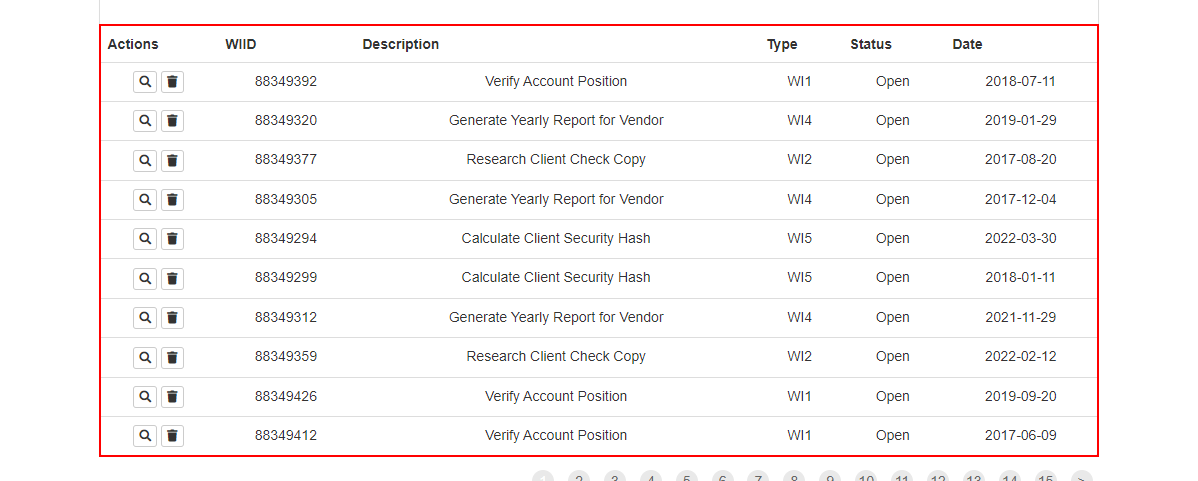 Actions WIID Description Type Status Date
88349392 Verify Account Position WI1 Open 2018-07-11
88349320 Generate Yearly Report for Vendor WI4 Open 2019-01-29
88349377 Research Client Check Copy WI2 Open 2017-08-20
88349305 Generate Yearly Report for Vendor WI4 Open 2017-12-04
88349294 Calculate Client Security Hash WI5 Open 2022-03-30
88349299 Calculate Client Security Hash WI5 Open 2018-01-11
88349312 Generate Yearly Report for Vendor WI4 Open 2021-11-29
88349359 Research Client Check Copy WI2 Open 2022-02-12
88349426 Verify Account Position WI1 Open 2019-09-20
88349412 Verify Account Position WI1 Open 2017-06-09
1 2 3 4 5 6 7 8 9 10 11 12 13 14 15 >